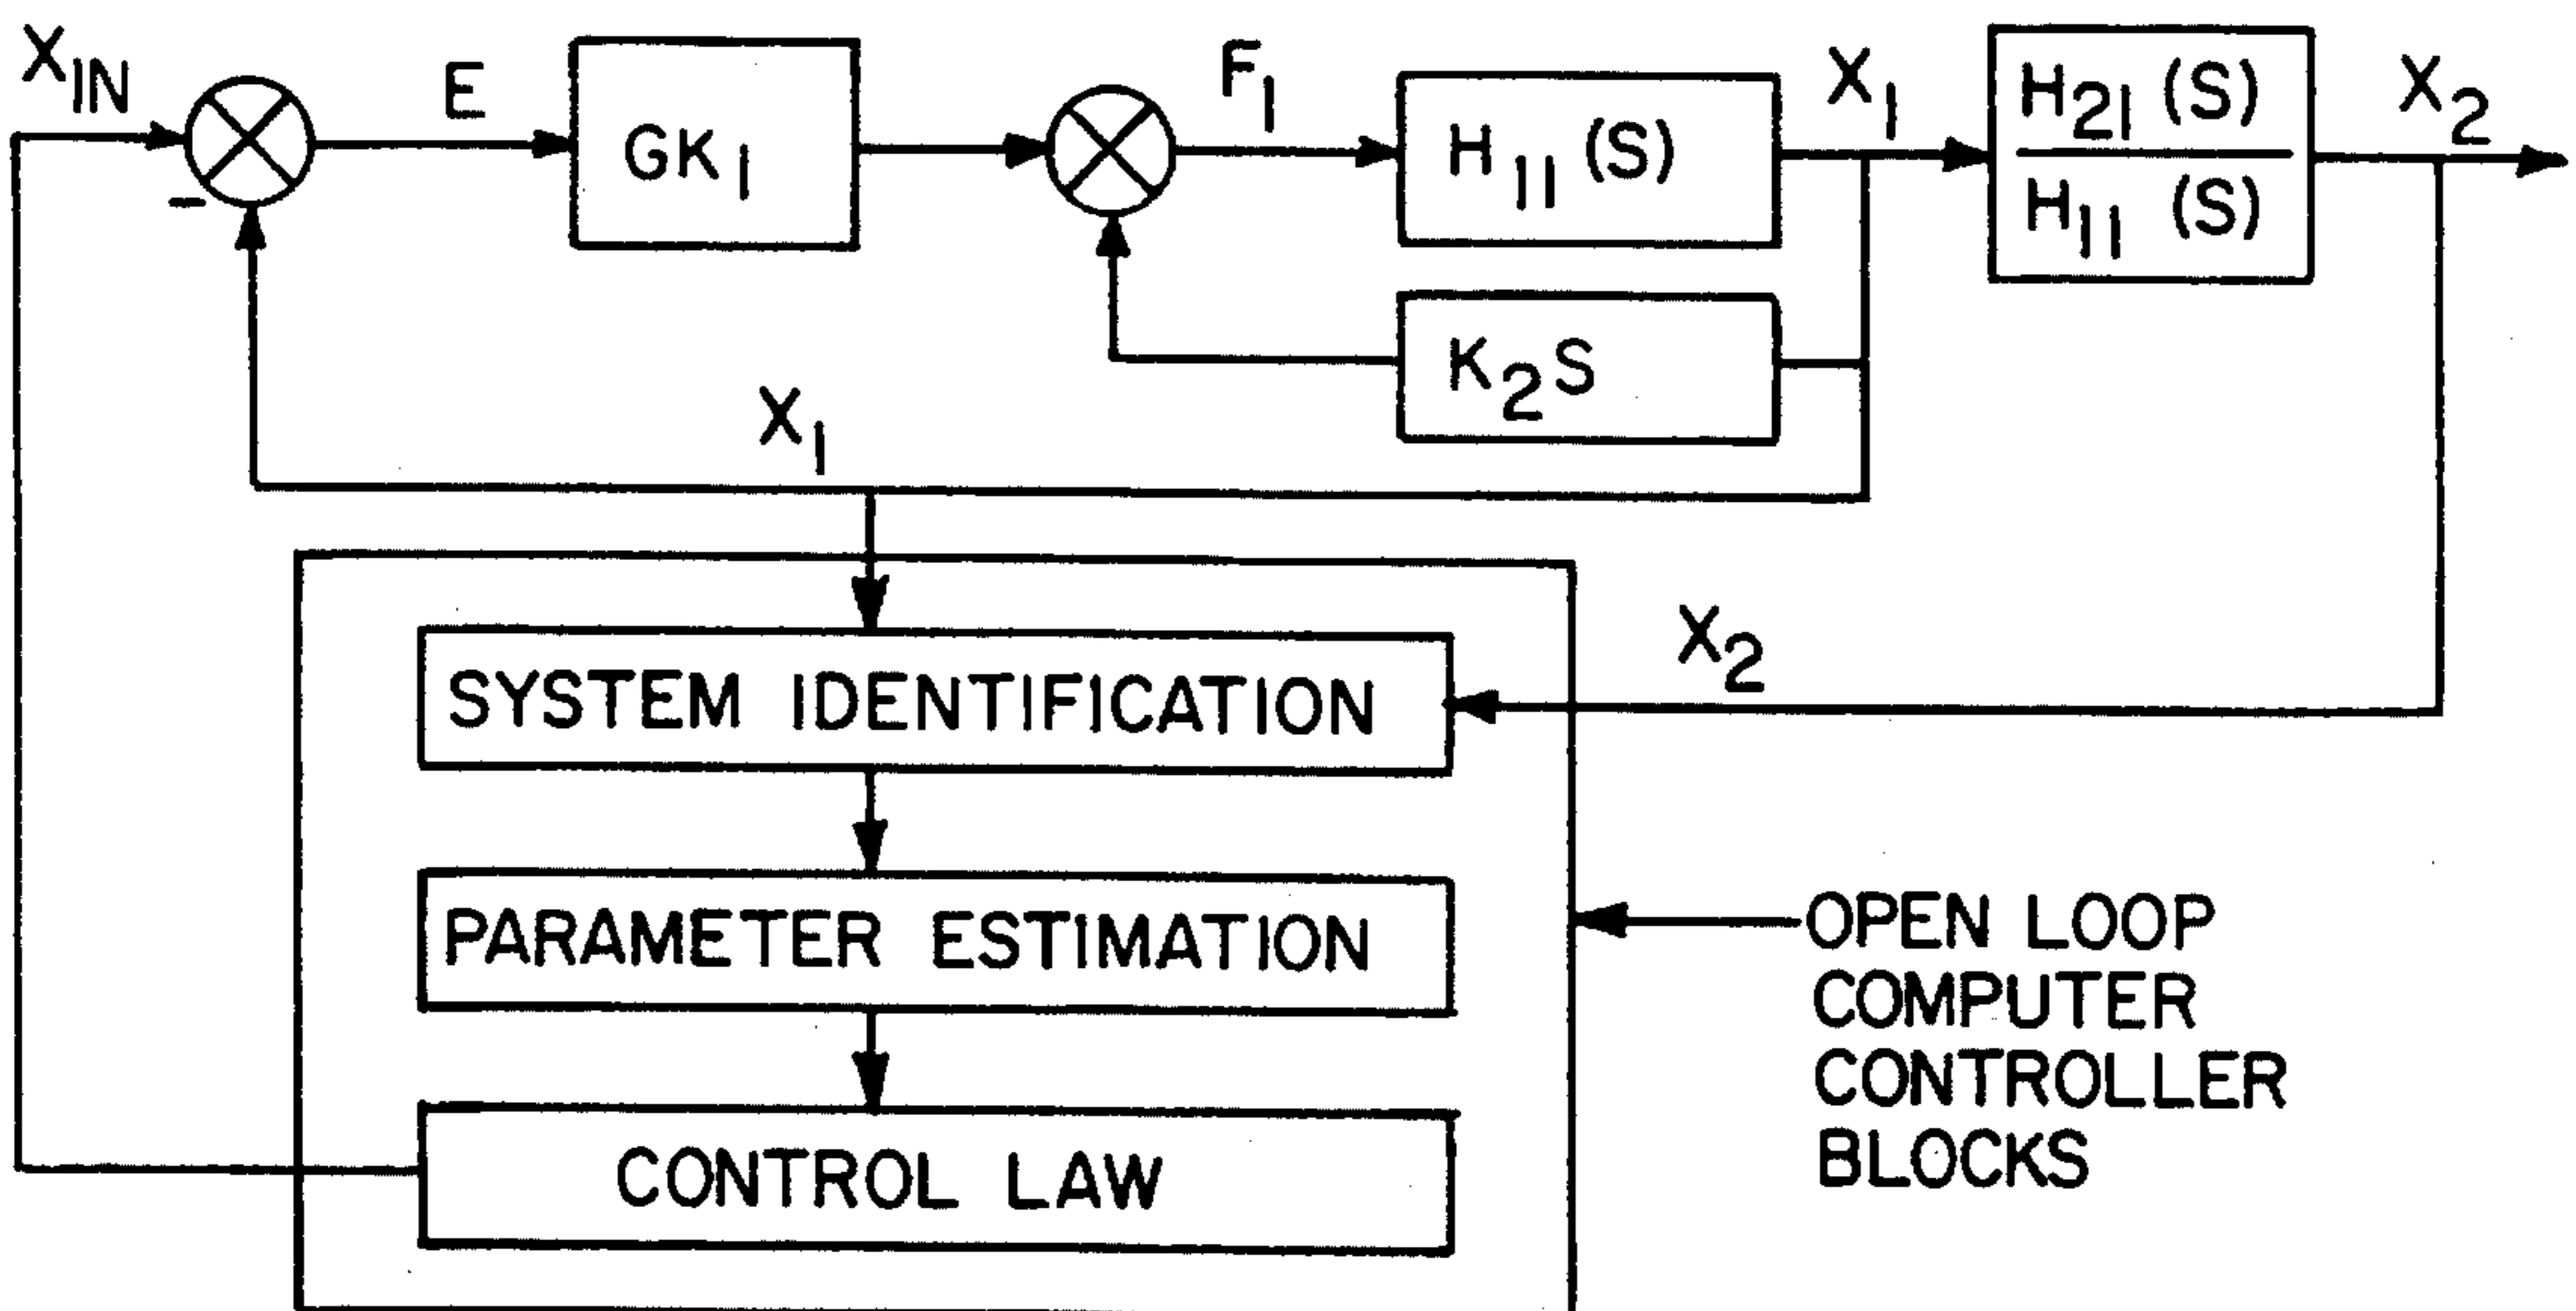 X_IN
E
GK_1
F_1
H_11 (S)
X_1
H_21 (S)
H_11 (S)
X_2
-
K_2 S
X_1
X_2
SYSTEM IDENTIFICATION
PARAMETER ESTIMATION
CONTROL LAW
OPEN LOOP
COMPUTER
CONTROLLER
BLOCKS